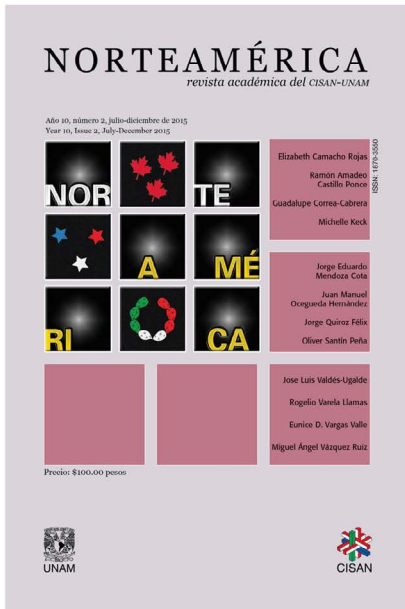 NORTEAMÉRICA
revista académica del CISAN-UNAM
Año 10, número 2, julio-diciembre de 2015
Year 10, Issue 2, July-December 2015
NOR TE
A MÉ
RI CA
ISSN: 1870-3550
Elizabeth Camacho Rojas
Ramón Amadeo
Castillo Ponce
Guadalupe Correa-Cabrera
Michelle Keck
Jorge Eduardo
Mendoza Cota
Juan Manuel
Ocegueda Hernández
Jorge Quiroz Félix
Oliver Santín Peña
Jose Luis Valdés-Ugalde
Rogelio Varela Llamas
Eunice D. Vargas Valle
Miguel Ángel Vázquez Ruiz
Precio: $100.00 pesos
UNAM
CISAN